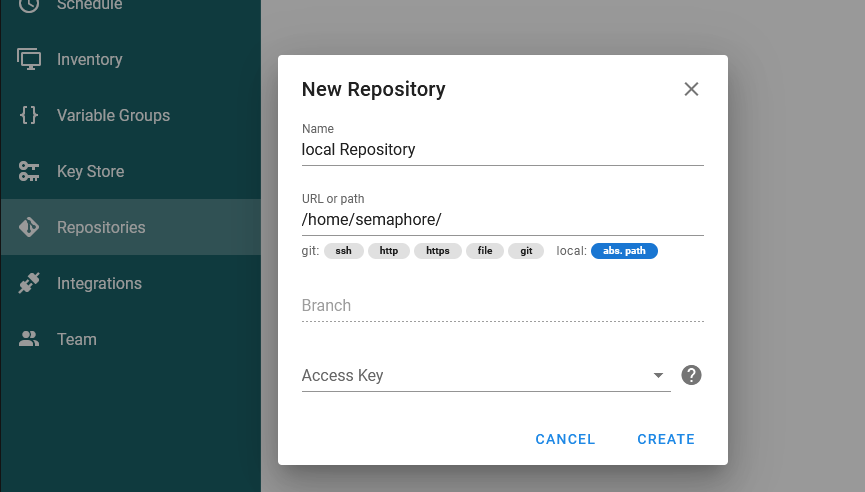 Schedule
Inventory
Variable Groups
Key Store
Repositories
Integrations
Team
New Repository
Name
local Repository
URL or path
/home/semaphore/
git: ssh http https file git local: abs. path
Branch
Access Key
?
CANCEL CREATE